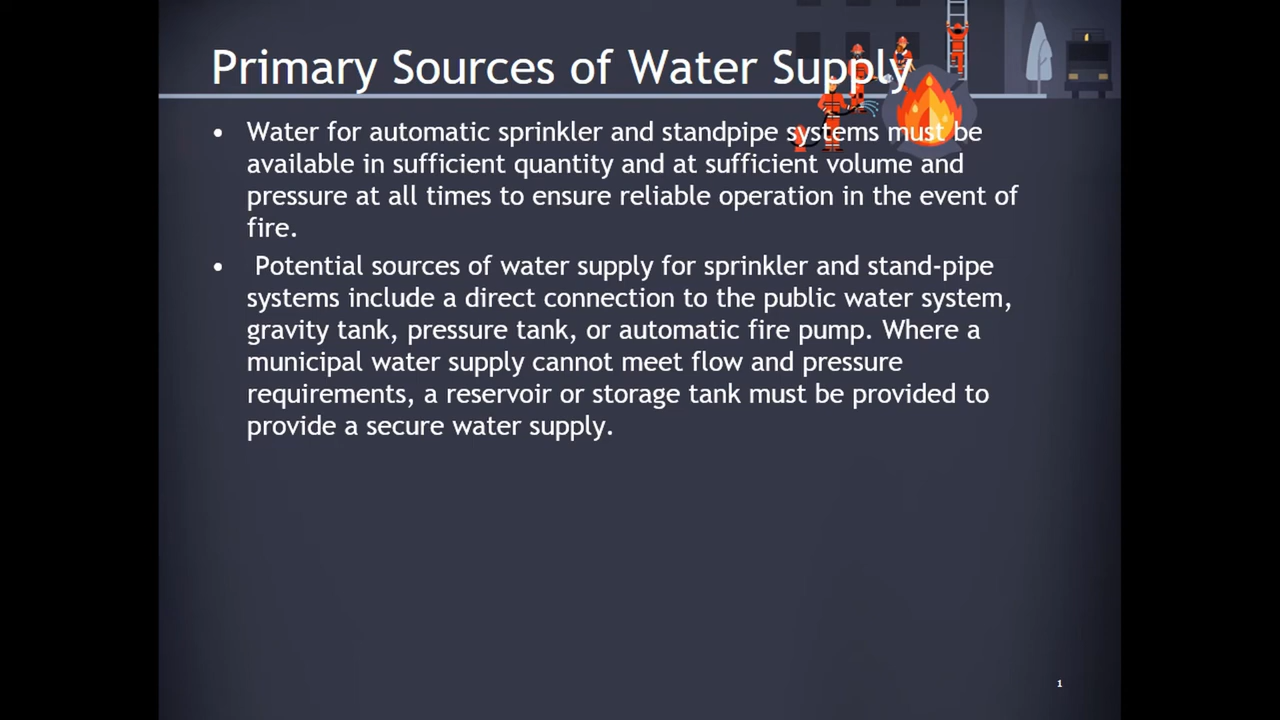 Primary Sources of Water Supply
• Water for automatic sprinkler and standpipe systems must be
available in sufficient quantity and at sufficient volume and
pressure at all times to ensure reliable operation in the event of
fire.
• Potential sources of water supply for sprinkler and stand-pipe
systems include a direct connection to the public water system,
gravity tank, pressure tank, or automatic fire pump. Where a
municipal water supply cannot meet flow and pressure
requirements, a reservoir or storage tank must be provided to
provide a secure water supply.
1